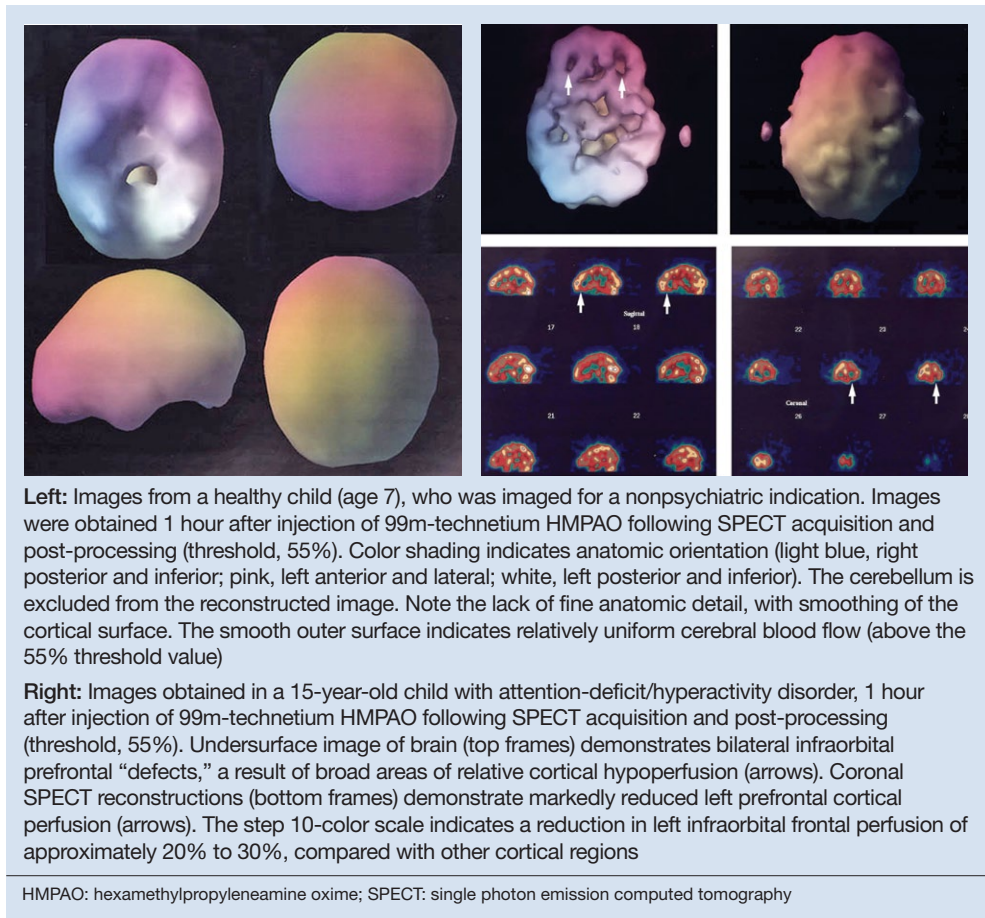 17
Sagittal
18
22
23
21
22
Coronal
26
27
Left: Images from a healthy child (age 7), who was imaged for a nonpsychiatric indication. Images
were obtained 1 hour after injection of 99m-technetium HMPAO following SPECT acquisition and
post-processing (threshold, 55%). Color shading indicates anatomic orientation (light blue, right
posterior and inferior; pink, left anterior and lateral; white, left posterior and inferior). The cerebellum is
excluded from the reconstructed image. Note the lack of fine anatomic detail, with smoothing of the
cortical surface. The smooth outer surface indicates relatively uniform cerebral blood flow (above the
55% threshold value)
Right: Images obtained in a 15-year-old child with attention-deficit/hyperactivity disorder, 1 hour
after injection of 99m-technetium HMPAO following SPECT acquisition and post-processing
(threshold, 55%). Undersurface image of brain (top frames) demonstrates bilateral infraorbital
prefrontal “defects,” a result of broad areas of relative cortical hypoperfusion (arrows). Coronal
SPECT reconstructions (bottom frames) demonstrate markedly reduced left prefrontal cortical
perfusion (arrows). The step 10-color scale indicates a reduction in left infraorbital frontal perfusion of
approximately 20% to 30%, compared with other cortical regions
HMPAO: hexamethylpropyleneamine oxime; SPECT: single photon emission computed tomography